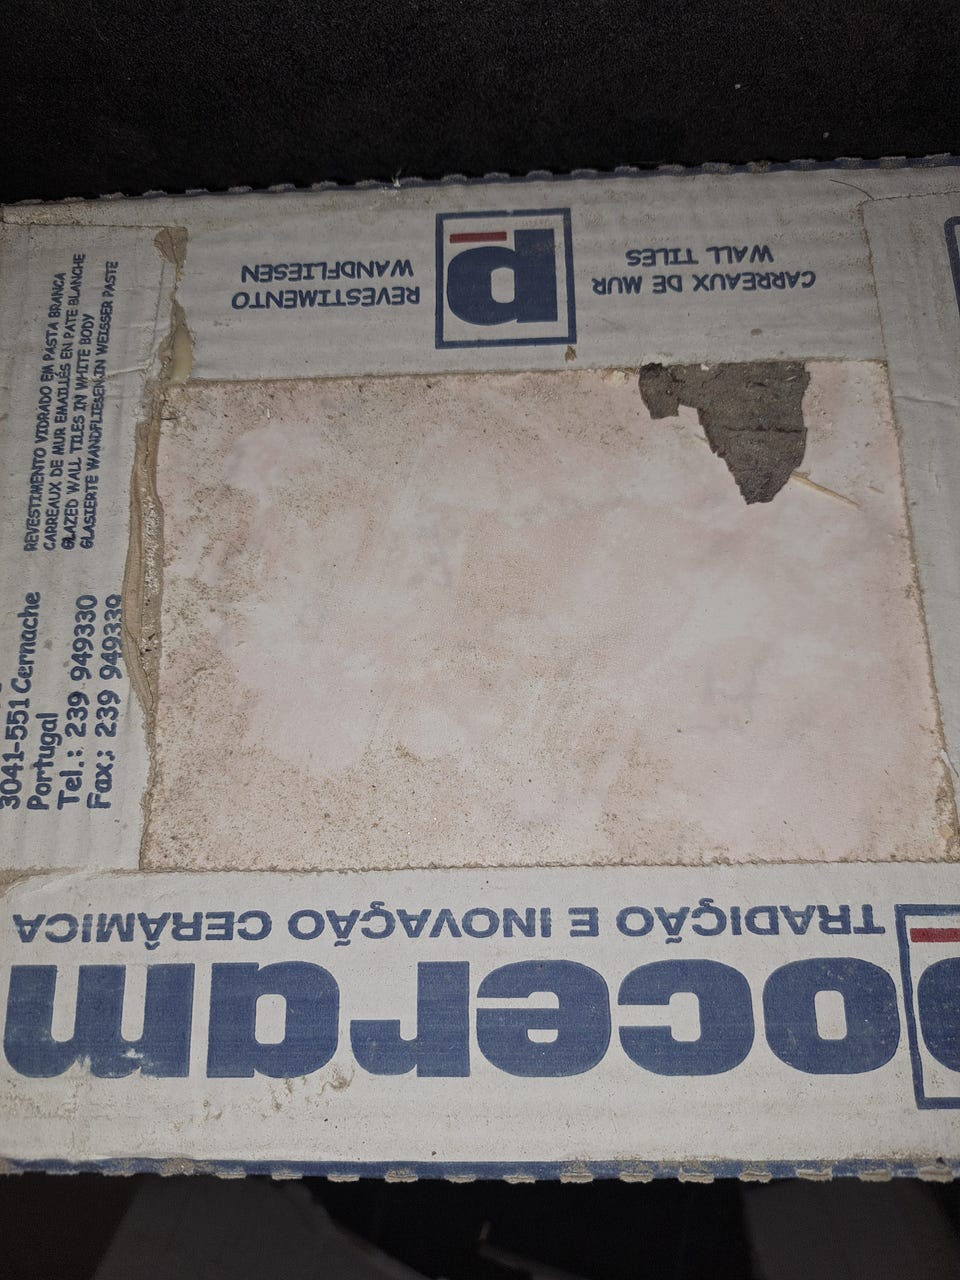 REVESTIMENTO
WANDFLIESEN
p
CARREAUX DE MUR
WALL TILES
REVESTIMENTO VIDRADO EM PASTA BRANCA
CARREAUX DE MUR EMAILLÉS EN PATE BLANCHE
GLAZED WALL TILES IN WHITE BODY
GLASIERTE WANDFLIESEN IN WEISSER PASTE
3041-551 Cernache
Portugal
Tel.: 239 949330
Fax.: 239 949339
oceram
TRADIÇÃO E INOVAÇÃO CERÂMICA